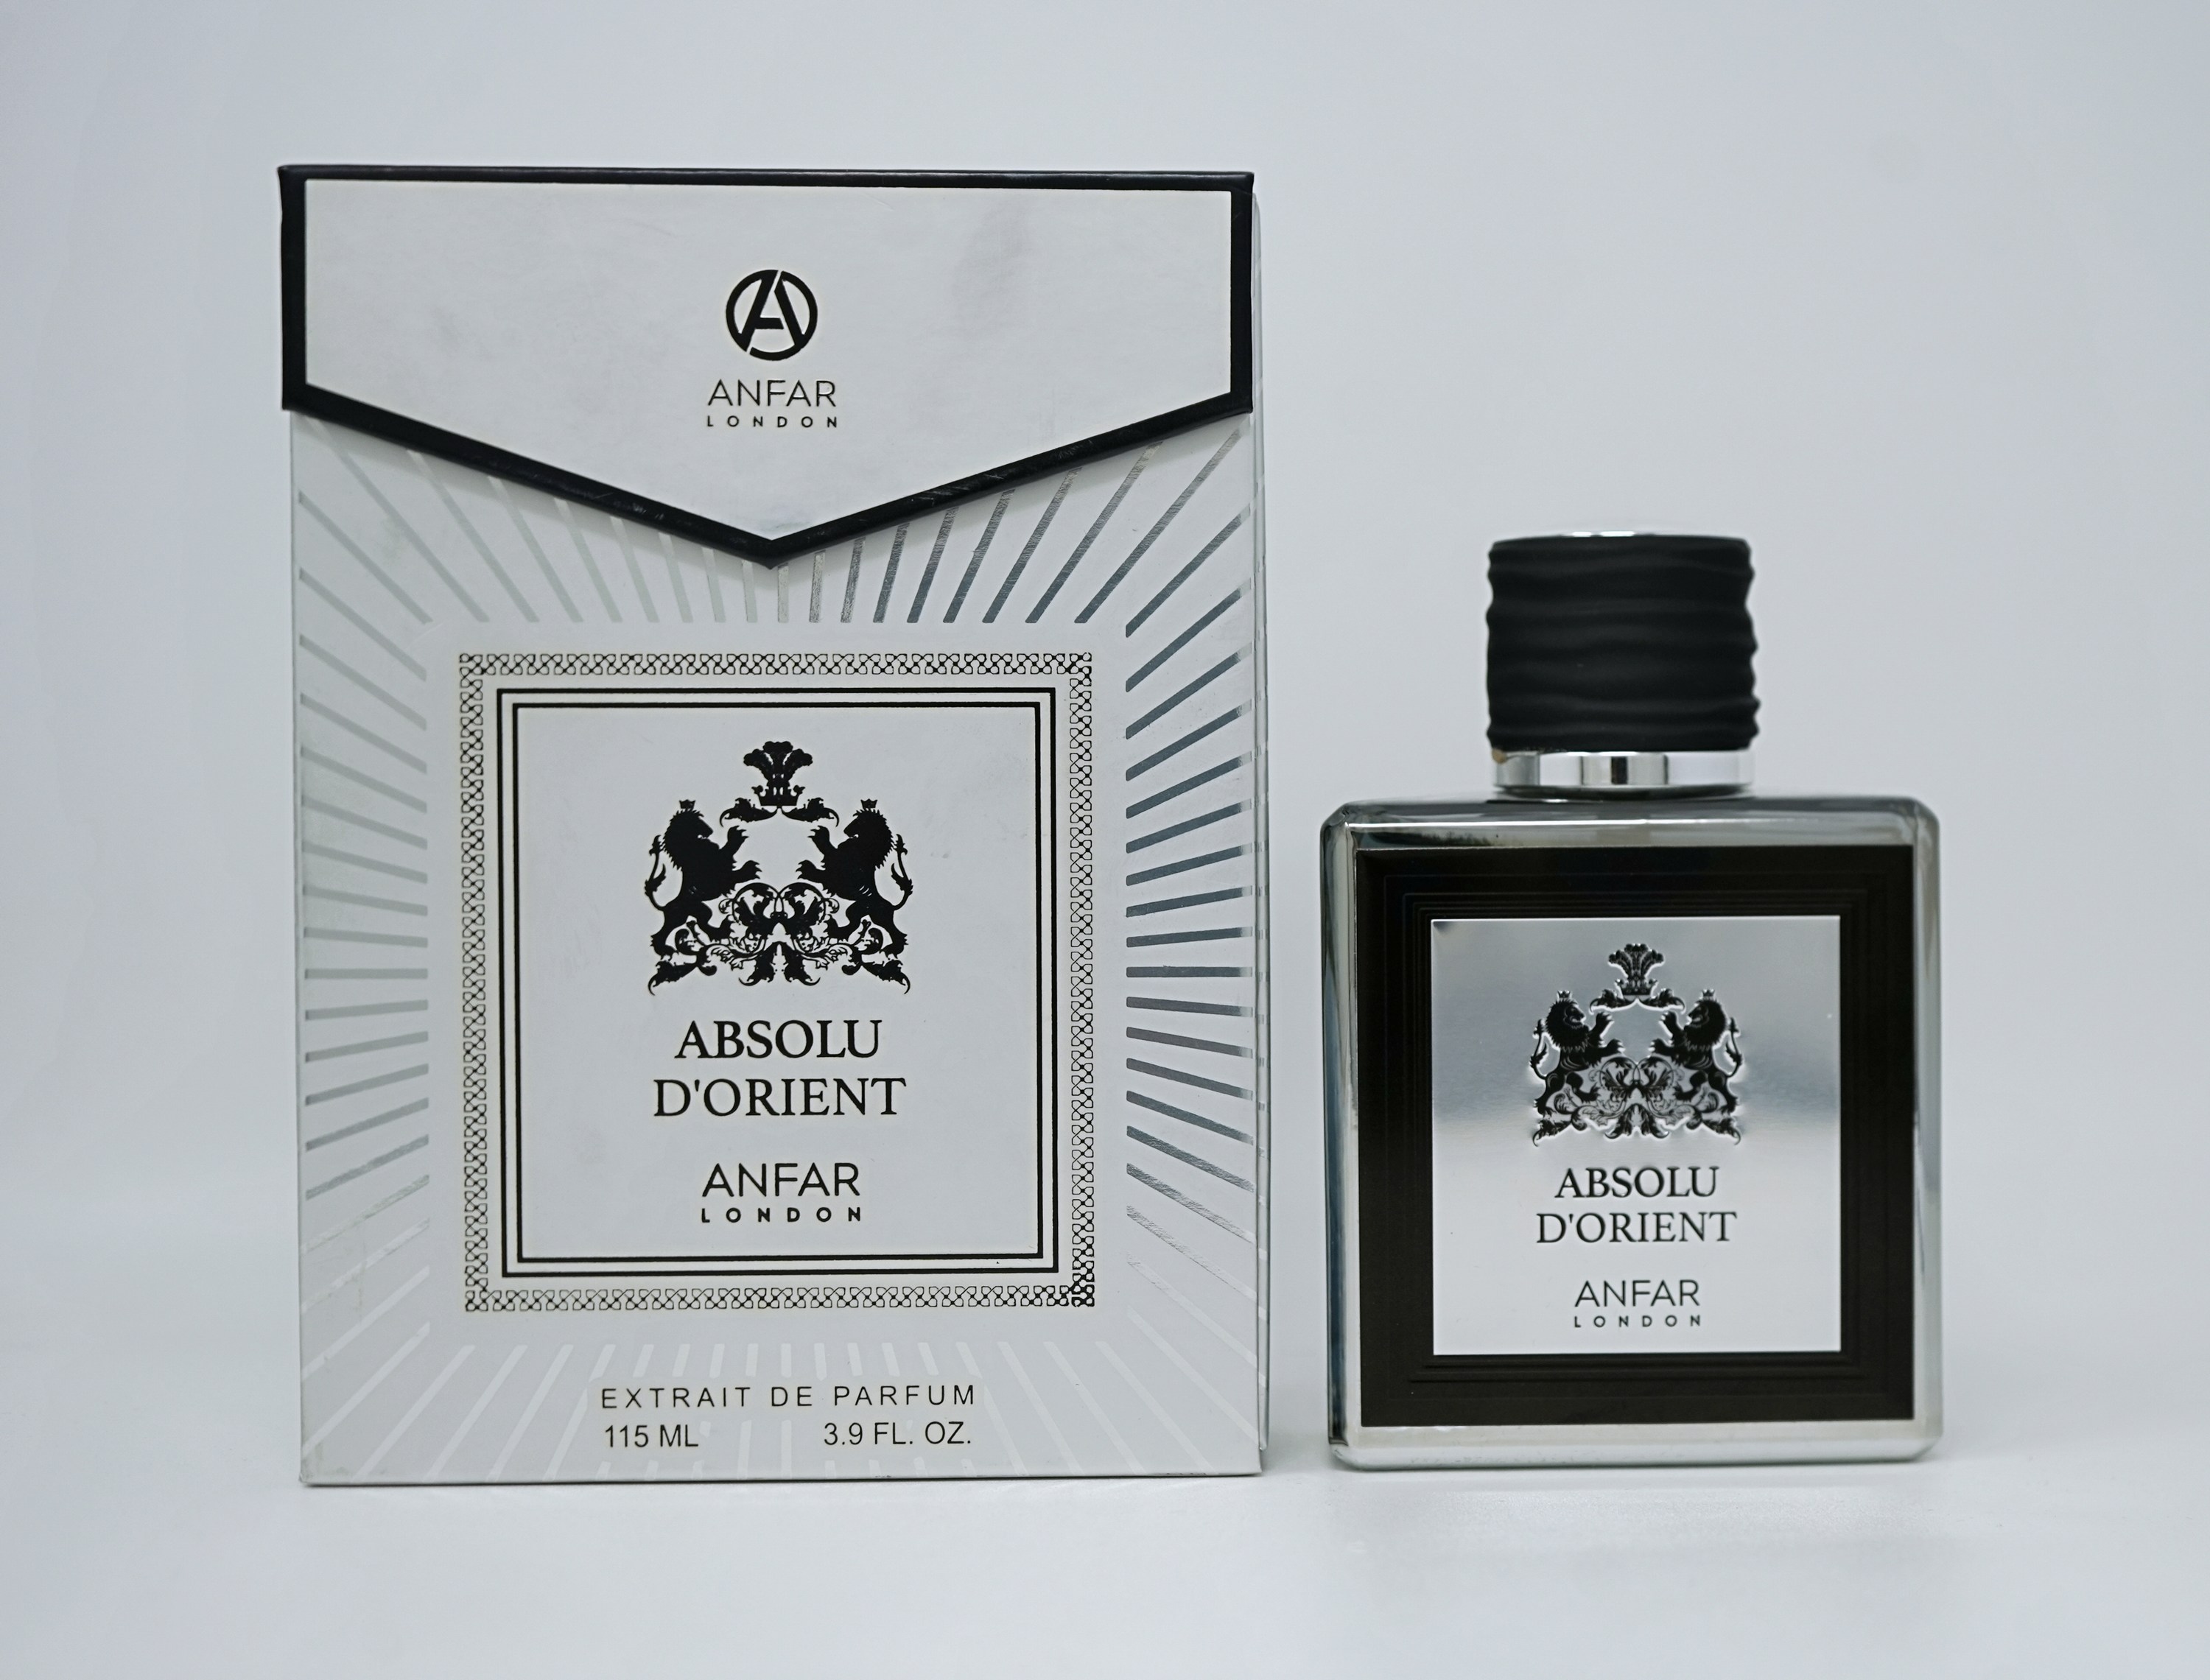 ANFAR
LONDON
ABSOLU
D'ORIENT
ANFAR
LONDON
EXTRAIT DE PARFUM
115 ML 3.9 FL. OZ.
ABSOLU
D'ORIENT
ANFAR
LONDON